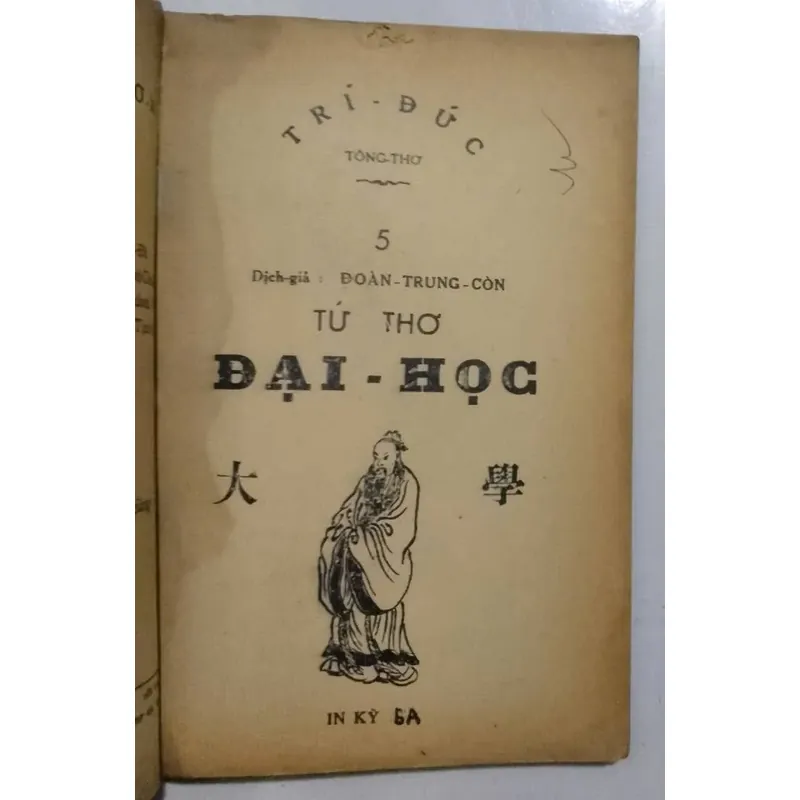 TRÍ-ĐỨC
TÒNG-THƠ
5
Dịch-giả : ĐOÀN-TRUNG-CÒN
TỨ THƠ
ĐẠI-HỌC
大 學
IN KỲ 6A